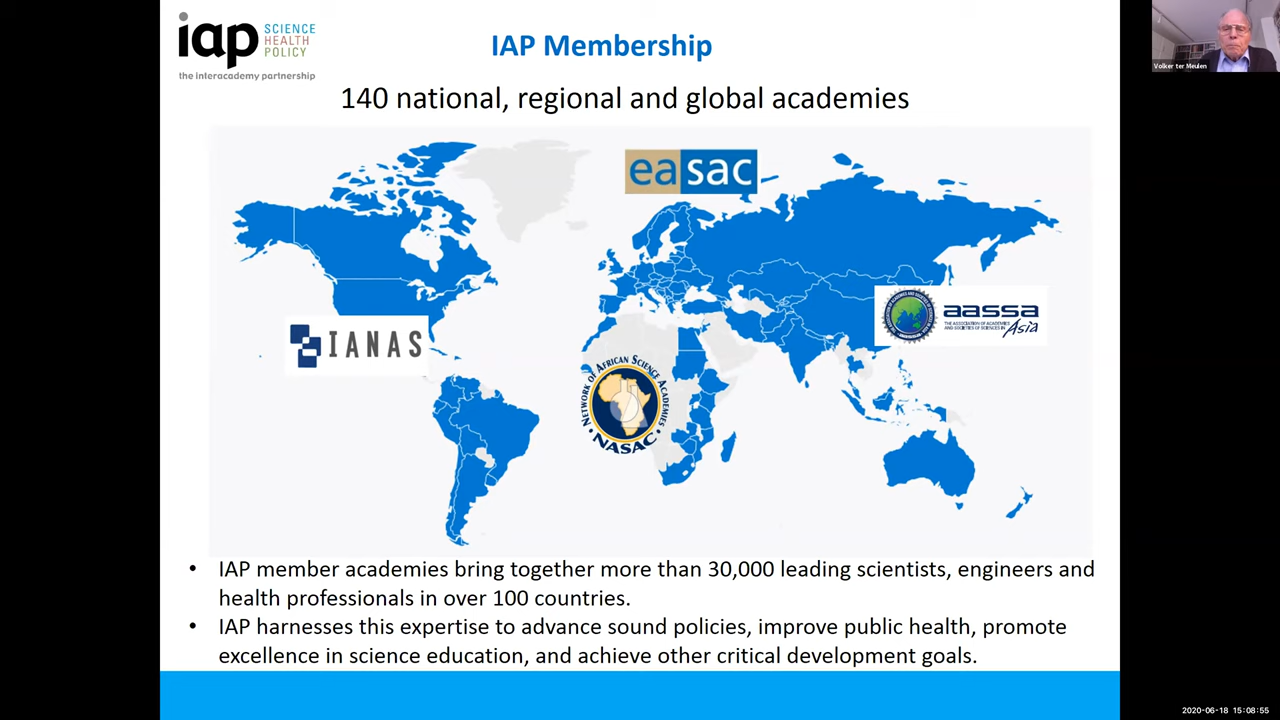 iap SCIENCE
HEALTH
POLICY
the interacademy partnership
IAP Membership
Volker ter Meulen
140 national, regional and global academies
easac
IANAS
aassa
THE ASSOCIATION OF ACADEMIES
AND SOCIETIES OF SCIENCES IN Asia
NETWORK OF AFRICAN SCIENCE ACADEMIES
• NASAC •
• IAP member academies bring together more than 30,000 leading scientists, engineers and
health professionals in over 100 countries.
• IAP harnesses this expertise to advance sound policies, improve public health, promote
excellence in science education, and achieve other critical development goals.
2020-06-18 15:08:55